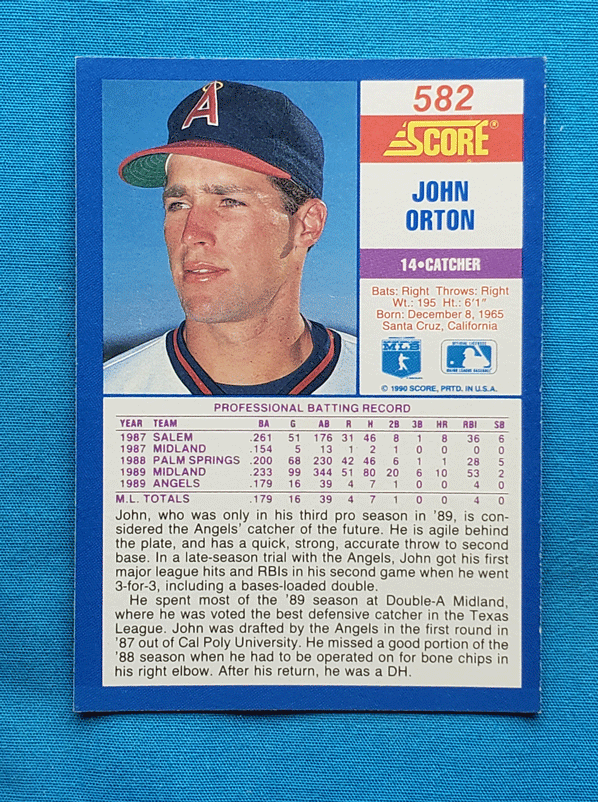 A
582
SCORE®
JOHN
ORTON
14•CATCHER
Bats: Right Throws: Right
Wt.: 195 Ht.: 6'1"
Born: December 8, 1965
Santa Cruz, California
MLS
OFFICIAL LICENSEE
MAJOR LEAGUE BASEBALL
© 1990 SCORE, PRTD. IN U.S.A.
PROFESSIONAL BATTING RECORD
YEAR TEAM BA G AB R H 2B 3B HR RBI SB
1987 SALEM .261 51 176 31 46 8 1 8 36 6
1987 MIDLAND .154 5 13 1 2 1 0 0 0 0
1988 PALM SPRINGS .200 68 230 42 46 6 1 1 28 5
1989 MIDLAND .233 99 344 51 80 20 6 10 53 2
1989 ANGELS .179 16 39 4 7 1 0 0 4 0
M.L. TOTALS .179 16 39 4 7 1 0 0 4 0
John, who was only in his third pro season in '89, is con-
sidered the Angels' catcher of the future. He is agile behind
the plate, and has a quick, strong, accurate throw to second
base. In a late-season trial with the Angels, John got his first
major league hits and RBIs in his second game when he went
3-for-3, including a bases-loaded double.
He spent most of the '89 season at Double-A Midland,
where he was voted the best defensive catcher in the Texas
League. John was drafted by the Angels in the first round in
'87 out of Cal Poly University. He missed a good portion of the
'88 season when he had to be operated on for bone chips in
his right elbow. After his return, he was a DH.